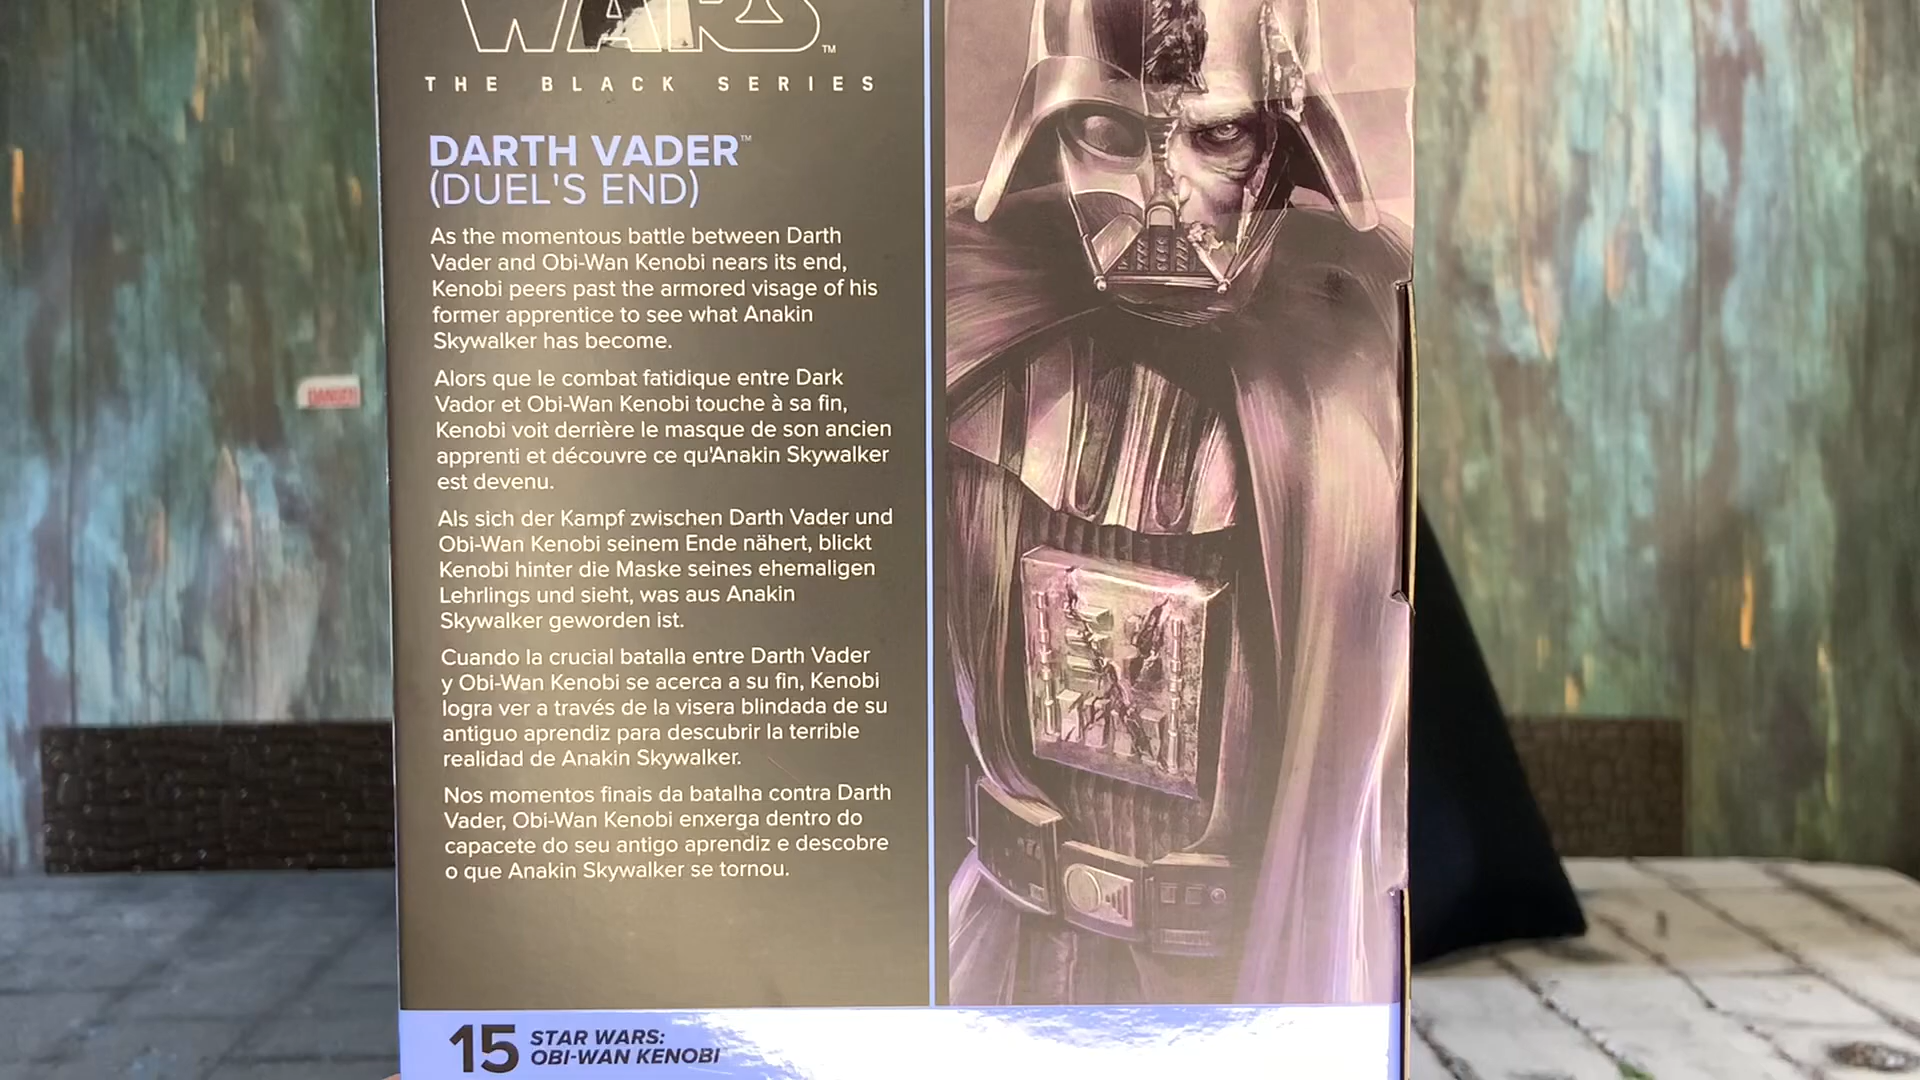 WARS™
THE BLACK SERIES
DARTH VADER™
(DUEL'S END)
As the momentous battle between Darth
Vader and Obi-Wan Kenobi nears its end,
Kenobi peers past the armored visage of his
former apprentice to see what Anakin
Skywalker has become.
Alors que le combat fatidique entre Dark
Vador et Obi-Wan Kenobi touche à sa fin,
Kenobi voit derrière le masque de son ancien
apprenti et découvre ce qu'Anakin Skywalker
est devenu.
Als sich der Kampf zwischen Darth Vader und
Obi-Wan Kenobi seinem Ende nähert, blickt
Kenobi hinter die Maske seines ehemaligen
Lehrlings und sieht, was aus Anakin
Skywalker geworden ist.
Cuando la crucial batalla entre Darth Vader
y Obi-Wan Kenobi se acerca a su fin, Kenobi
logra ver a través de la visera blindada de su
antiguo aprendiz para descubrir la terrible
realidad de Anakin Skywalker.
Nos momentos finais da batalha contra Darth
Vader, Obi-Wan Kenobi enxerga dentro do
capacete do seu antigo aprendiz e descobre
o que Anakin Skywalker se tornou.
15 STAR WARS:
OBI-WAN KENOBI
DANGER